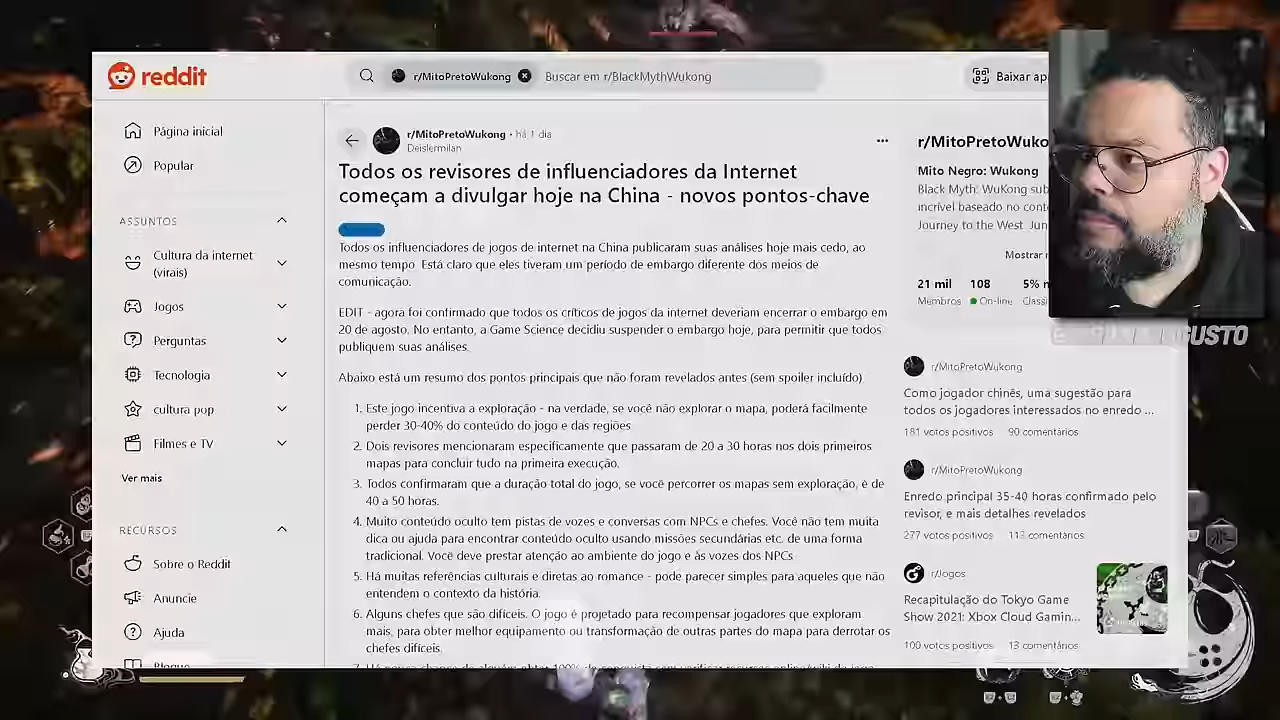 reddit
r/MitoPretoWukong
Buscar em r/BlackMythWukong
Baixar ap
Página inicial
Popular
ASSUNTOS
Cultura da internet
(virais)
Jogos
Perguntas
Tecnologia
cultura pop
Filmes e TV
Ver mais
RECURSOS
Sobre o Reddit
Anuncie
Ajuda
r/MitoPretoWukong • há 1 dia
Deislermilan
Todos os revisores de influenciadores da Internet
começam a divulgar hoje na China - novos pontos-chave
Todos os influenciadores de jogos de internet na China publicaram suas análises hoje mais cedo, ao
mesmo tempo. Está claro que eles tiveram um período de embargo diferente dos meios de
comunicação.
EDIT - agora foi confirmado que todos os críticos de jogos da internet deveriam encerrar o embargo em
20 de agosto. No entanto, a Game Science decidiu suspender o embargo hoje, para permitir que todos
publiquem suas análises.
Abaixo está um resumo dos pontos principais que não foram revelados antes (sem spoiler incluído)
1. Este jogo incentiva a exploração - na verdade, se você não explorar o mapa, poderá facilmente
perder 30-40% do conteúdo do jogo e das regiões
2. Dois revisores mencionaram especificamente que passaram de 20 a 30 horas nos dois primeiros
mapas para concluir tudo na primeira execução.
3. Todos confirmaram que a duração total do jogo, se você percorrer os mapas sem exploração, é de
40 a 50 horas.
4. Muito conteúdo oculto tem pistas de vozes e conversas com NPCs e chefes. Você não tem muita
dica ou ajuda para encontrar conteúdo oculto usando missões secundárias etc. de uma forma
tradicional. Você deve prestar atenção ao ambiente do jogo e às vozes dos NPCs
5. Há muitas referências culturais e diretas ao romance - pode parecer simples para aqueles que não
entendem o contexto da história.
6. Alguns chefes que são difíceis. O jogo é projetado para recompensar jogadores que exploram
mais, para obter melhor equipamento ou transformação de outras partes do mapa para derrotar os
chefes difíceis.
r/MitoPretoWuko
Mito Negro: Wukong
Black Myth: WuKong sub
incrível baseado no cont
Journey to the West Jun
Mostrar
21 mil
108
5%
Membros
On-line
Classi
GUSTO
r/MitoPretoWukong
Como jogador chinês, uma sugestão para
todos os jogadores interessados no enredo ...
181 votos positivos 90 comentários
r/MitoPretoWukong
Enredo principal 35-40 horas confirmado pelo
revisor, e mais detalhes revelados
277 votos positivos 113 comentários
r/Jogos
Recapitulação do Tokyo Game
Show 2021: Xbox Cloud Gamin...
100 votos positivos 13 comentários